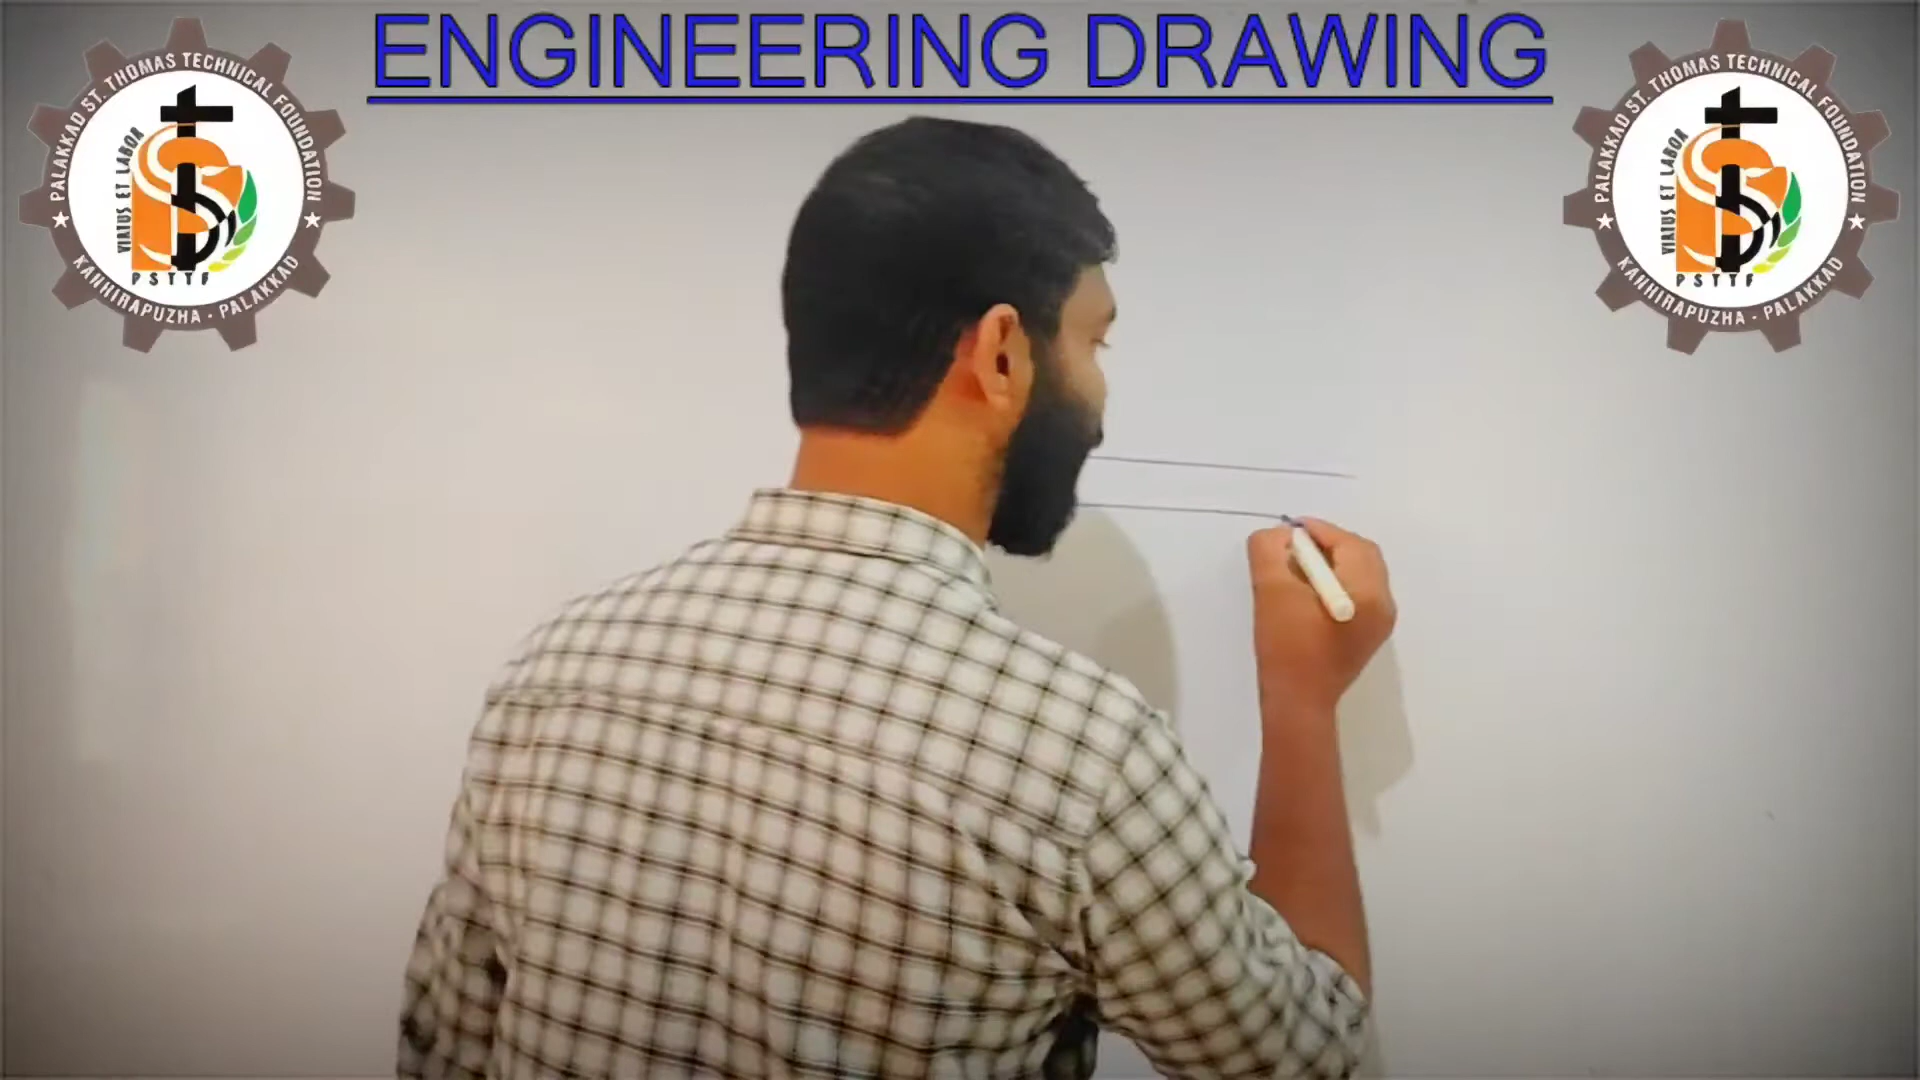 ENGINEERING DRAWING
PALAKKAD ST. THOMAS TECHNICAL FOUNDATION
VIRTUS ET LABOR
PSTTF
KANHIRAPUZHA - PALAKKAD
PALAKKAD ST. THOMAS TECHNICAL FOUNDATION
VIRTUS ET LABOR
PSTTF
KANHIRAPUZHA - PALAKKAD